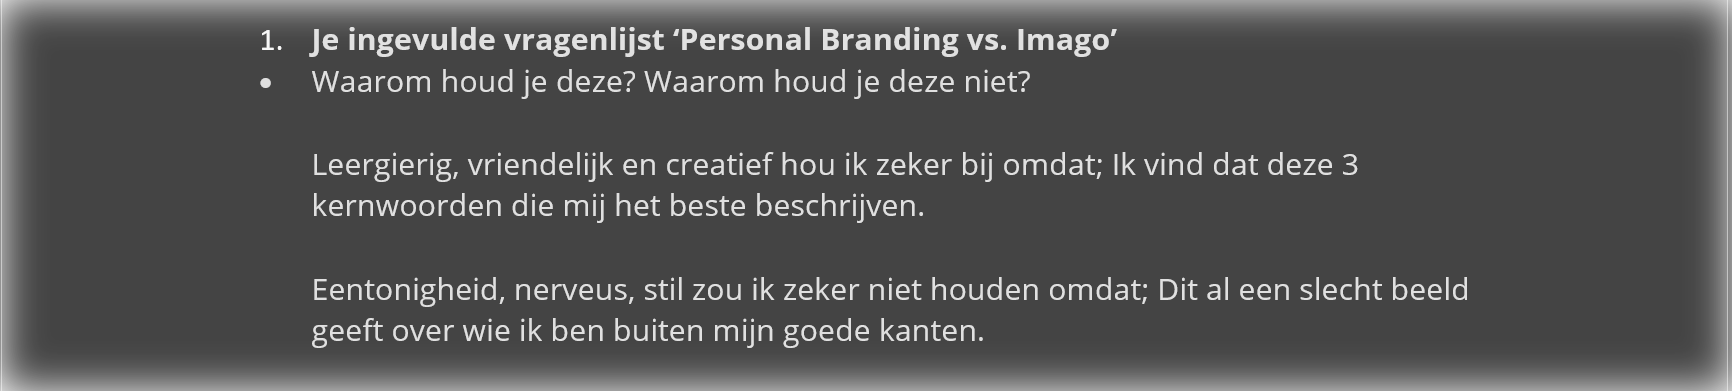 1. Je ingevulde vragenlijst ‘Personal Branding vs. Imago’
• Waarom houd je deze? Waarom houd je deze niet?
Leergierig, vriendelijk en creatief hou ik zeker bij omdat; Ik vind dat deze 3
kernwoorden die mij het beste beschrijven.
Eentonigheid, nerveus, stil zou ik zeker niet houden omdat; Dit al een slecht beeld
geeft over wie ik ben buiten mijn goede kanten.